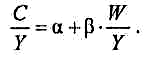 C/Y = α + β · W/Y .